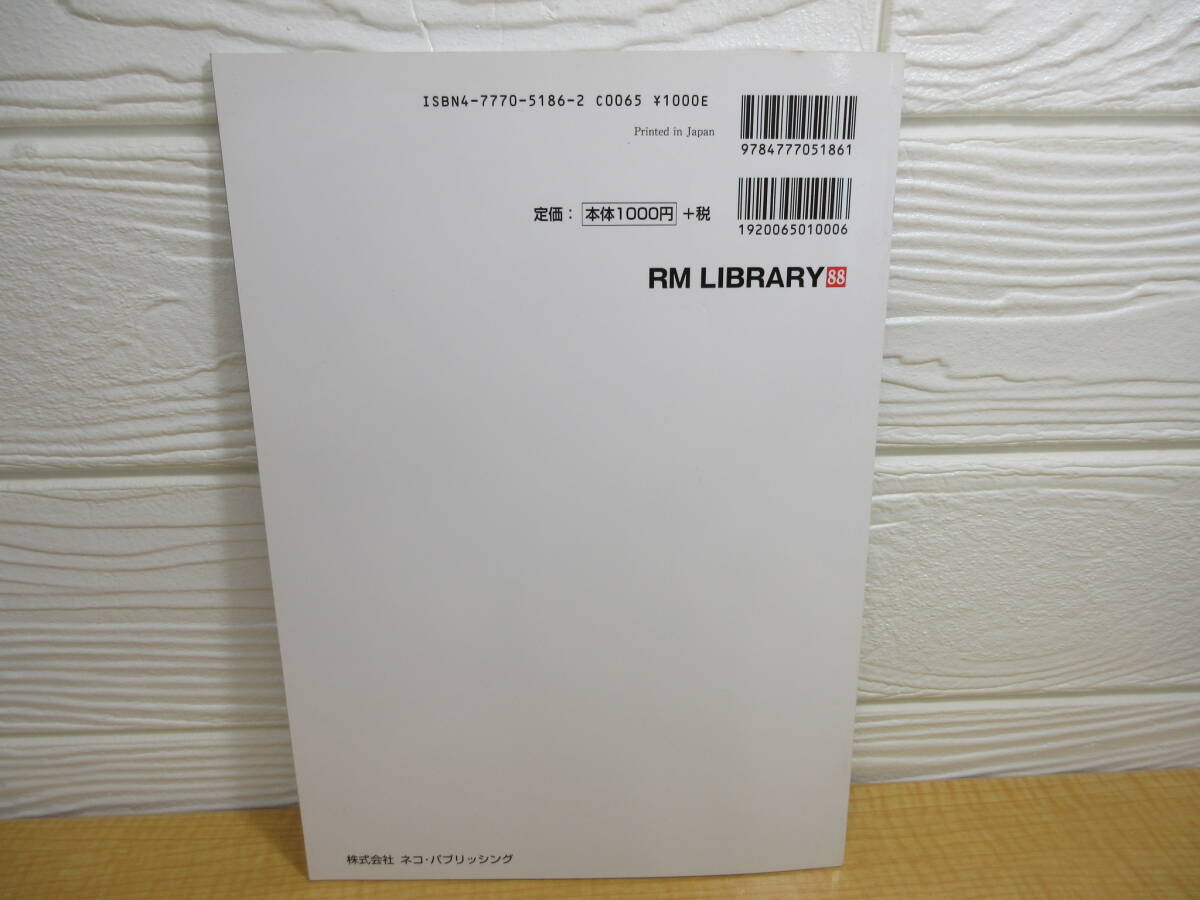 ISBN4-7770-5186-2 C0065 ¥1000E
Printed in Japan
9784777051861
定価： 本体1000円 +税
1920065010006
RM LIBRARY 88
株式会社 ネコ・パブリッシング